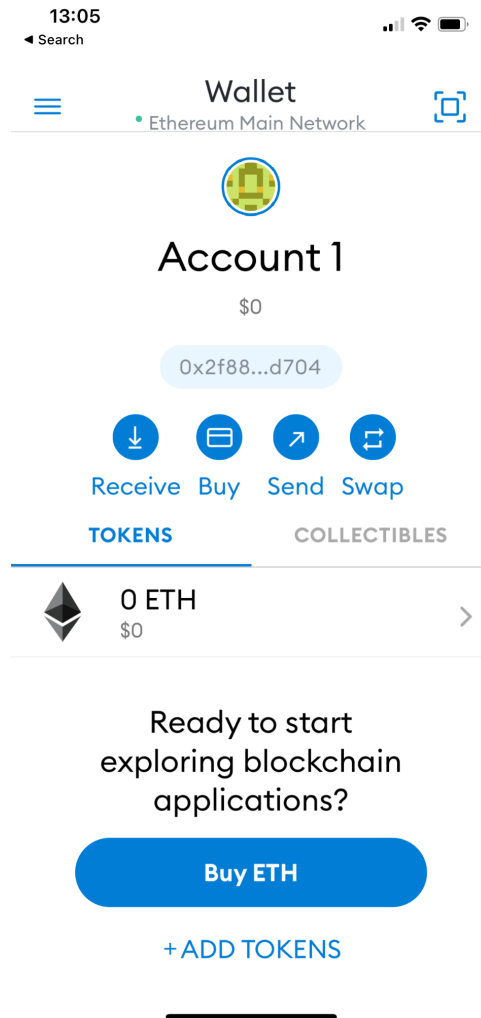 13:05
◀ Search
Wallet
Ethereum Main Network
Account 1
$0
0x2f88...d704
Receive Buy Send Swap
TOKENS COLLECTIBLES
0 ETH
$0
Ready to start
exploring blockchain
applications?
Buy ETH
+ ADD TOKENS